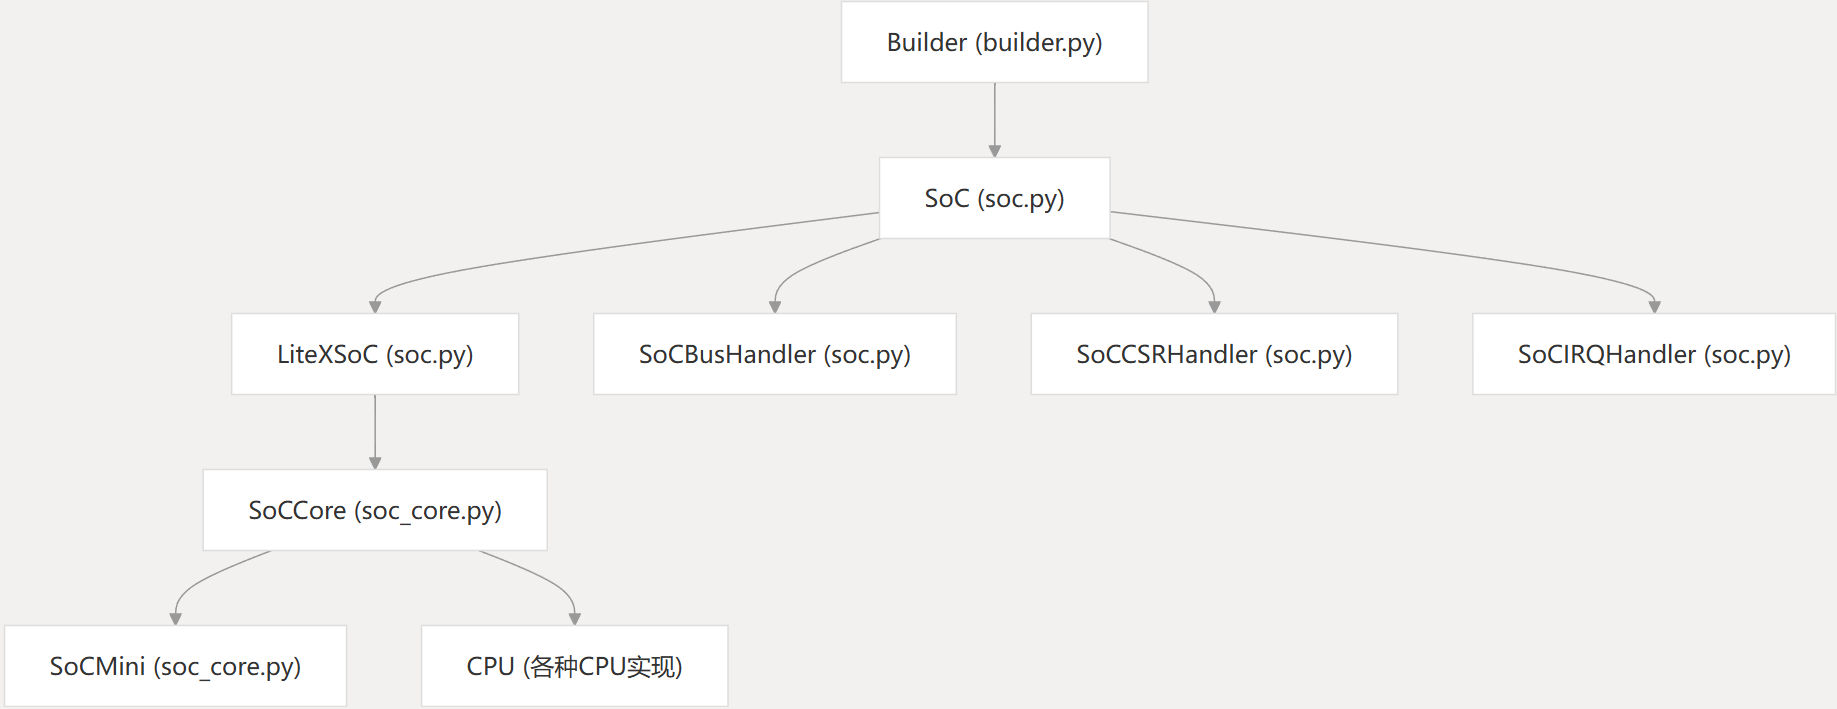 Builder (builder.py)
SoC (soc.py)
LiteXSoC (soc.py)
SoCBusHandler (soc.py)
SoCCSRHandler (soc.py)
SoCIRQHandler (soc.py)
SoCCore (soc_core.py)
SoCMini (soc_core.py)
CPU (各种CPU实现)